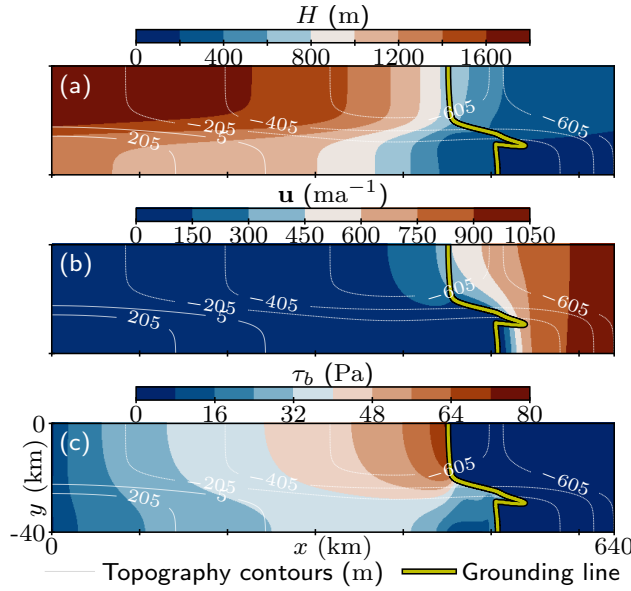 H (m)
0 400 800 1200 1600
(a)
205
−205
5
−405
−605
−605
u (ma⁻¹)
0 150 300 450 600 750 900 1050
(b)
205
5
−405
−605
−605
τ_b (Pa)
0 16 32 48 64 80
(c)
0
-40
y (km)
205
5
−405
−605
−605
0 x (km) 640
Topography contours (m) Grounding line